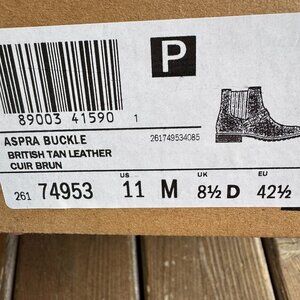 P
89003 41590 1
ASPRA BUCKLE 261749534085
BRITISH TAN LEATHER
CUIR BRUN
US UK EU
261 74953 11 M 8½ D 42½